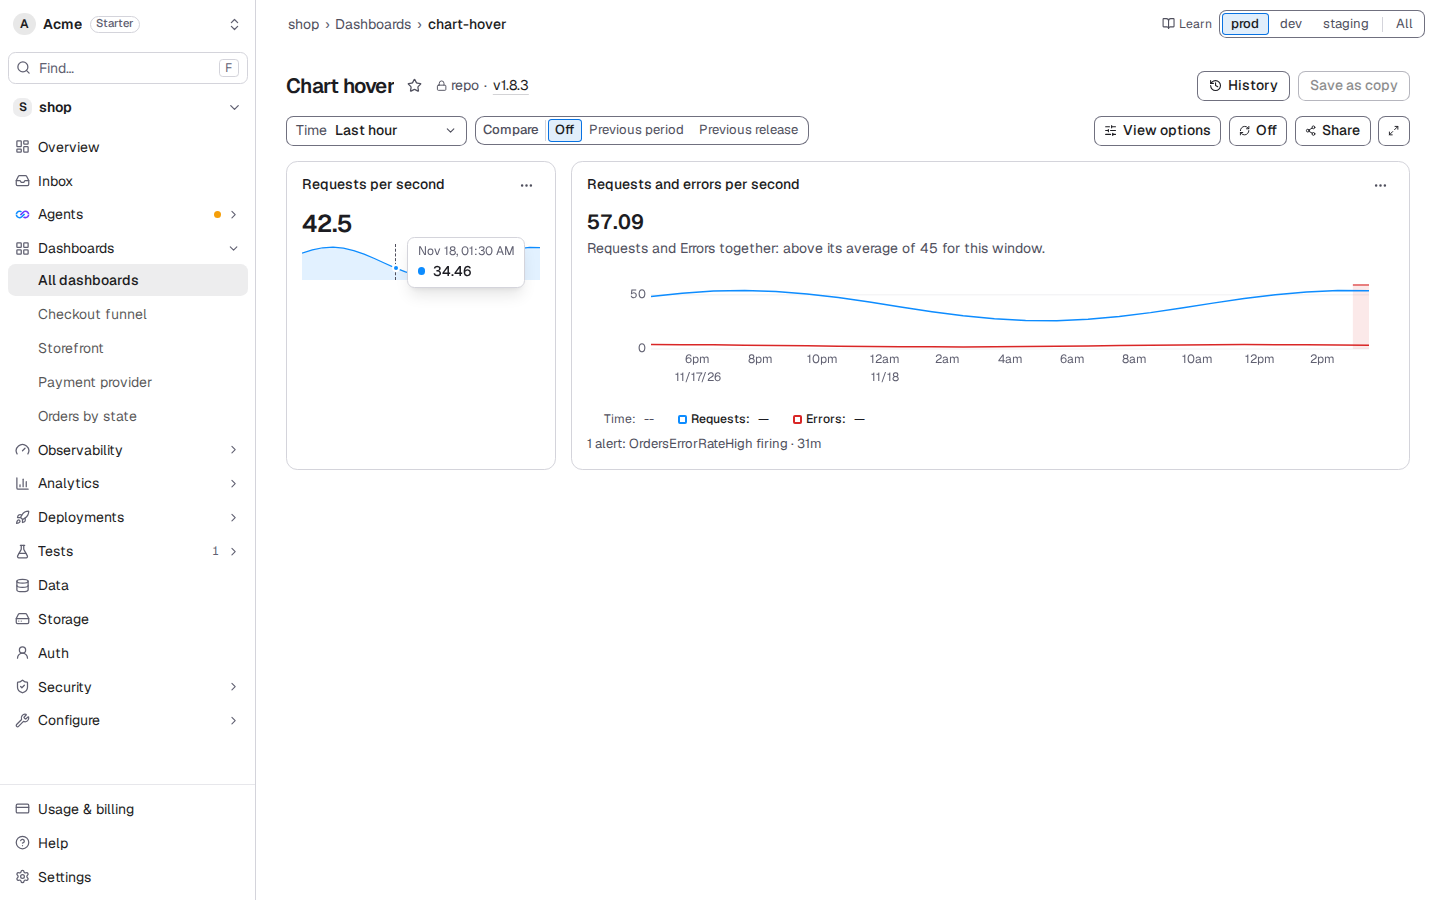 A Acme Starter
Find... F
S shop
Overview
Inbox
Agents
Dashboards
All dashboards
Checkout funnel
Storefront
Payment provider
Orders by state
Observability
Analytics
Deployments
Tests 1
Data
Storage
Auth
Security
Configure
Usage & billing
Help
Settings
shop › Dashboards › chart-hover
Learn prod dev staging All
Chart hover repo · v1.8.3
History Save as copy
Time Last hour Compare Off Previous period Previous release
View options Off Share
Requests per second
42.5
Nov 18, 01:30 AM
34.46
Requests and errors per second
57.09
Requests and Errors together: above its average of 45 for this window.
50
0
6pm 8pm 10pm 12am 2am 4am 6am 8am 10am 12pm 2pm
11/17/26 11/18
Time: -- Requests: — Errors: —
1 alert: OrdersErrorRateHigh firing · 31m